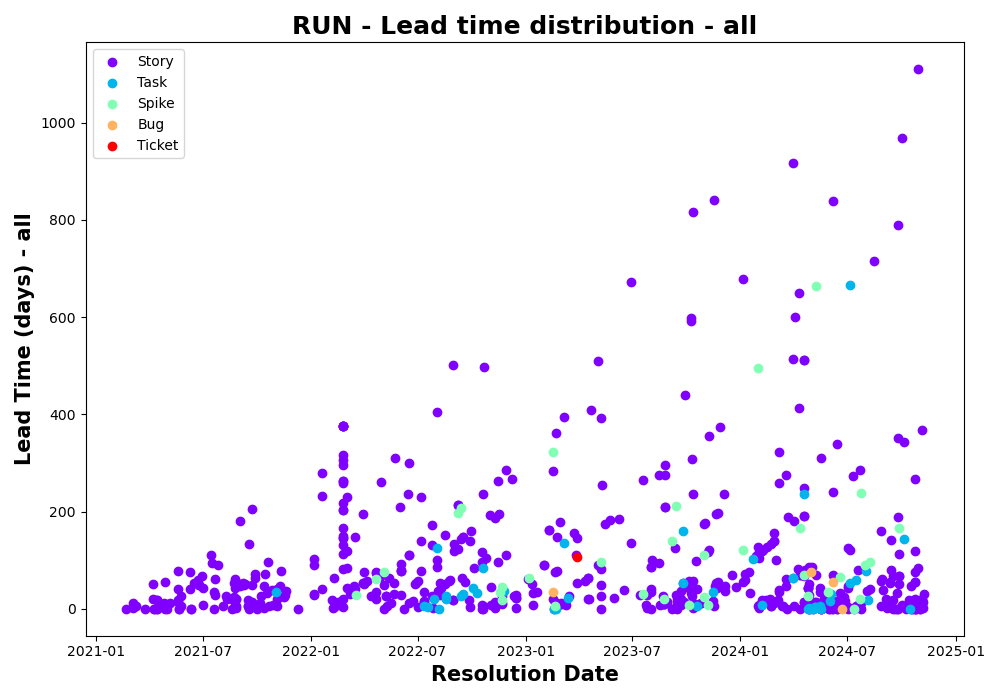 RUN - Lead time distribution - all
Story
Task
Spike
Bug
Ticket
Lead Time (days) - all
1000
800
600
400
200
0
2021-01 2021-07 2022-01 2022-07 2023-01 2023-07 2024-01 2024-07 2025-01
Resolution Date